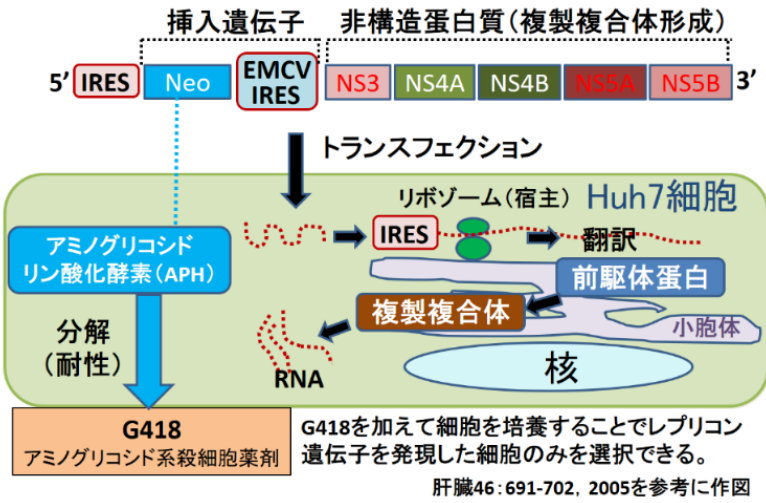 挿入遺伝子 非構造蛋白質(複製複合体形成)
5’ IRES Neo EMCV IRES NS3 NS4A NS4B NS5A NS5B 3’
トランスフェクション
リボゾーム(宿主) Huh7細胞
IRES
翻訳
アミノグリコシド
リン酸化酵素(APH)
前駆体蛋白
複製複合体
小胞体
分解
(耐性)
RNA
核
G418
アミノグリコシド系殺細胞薬剤
G418を加えて細胞を培養することでレプリコン
遺伝子を発現した細胞のみを選択できる。
肝臓46:691-702, 2005を参考に作図